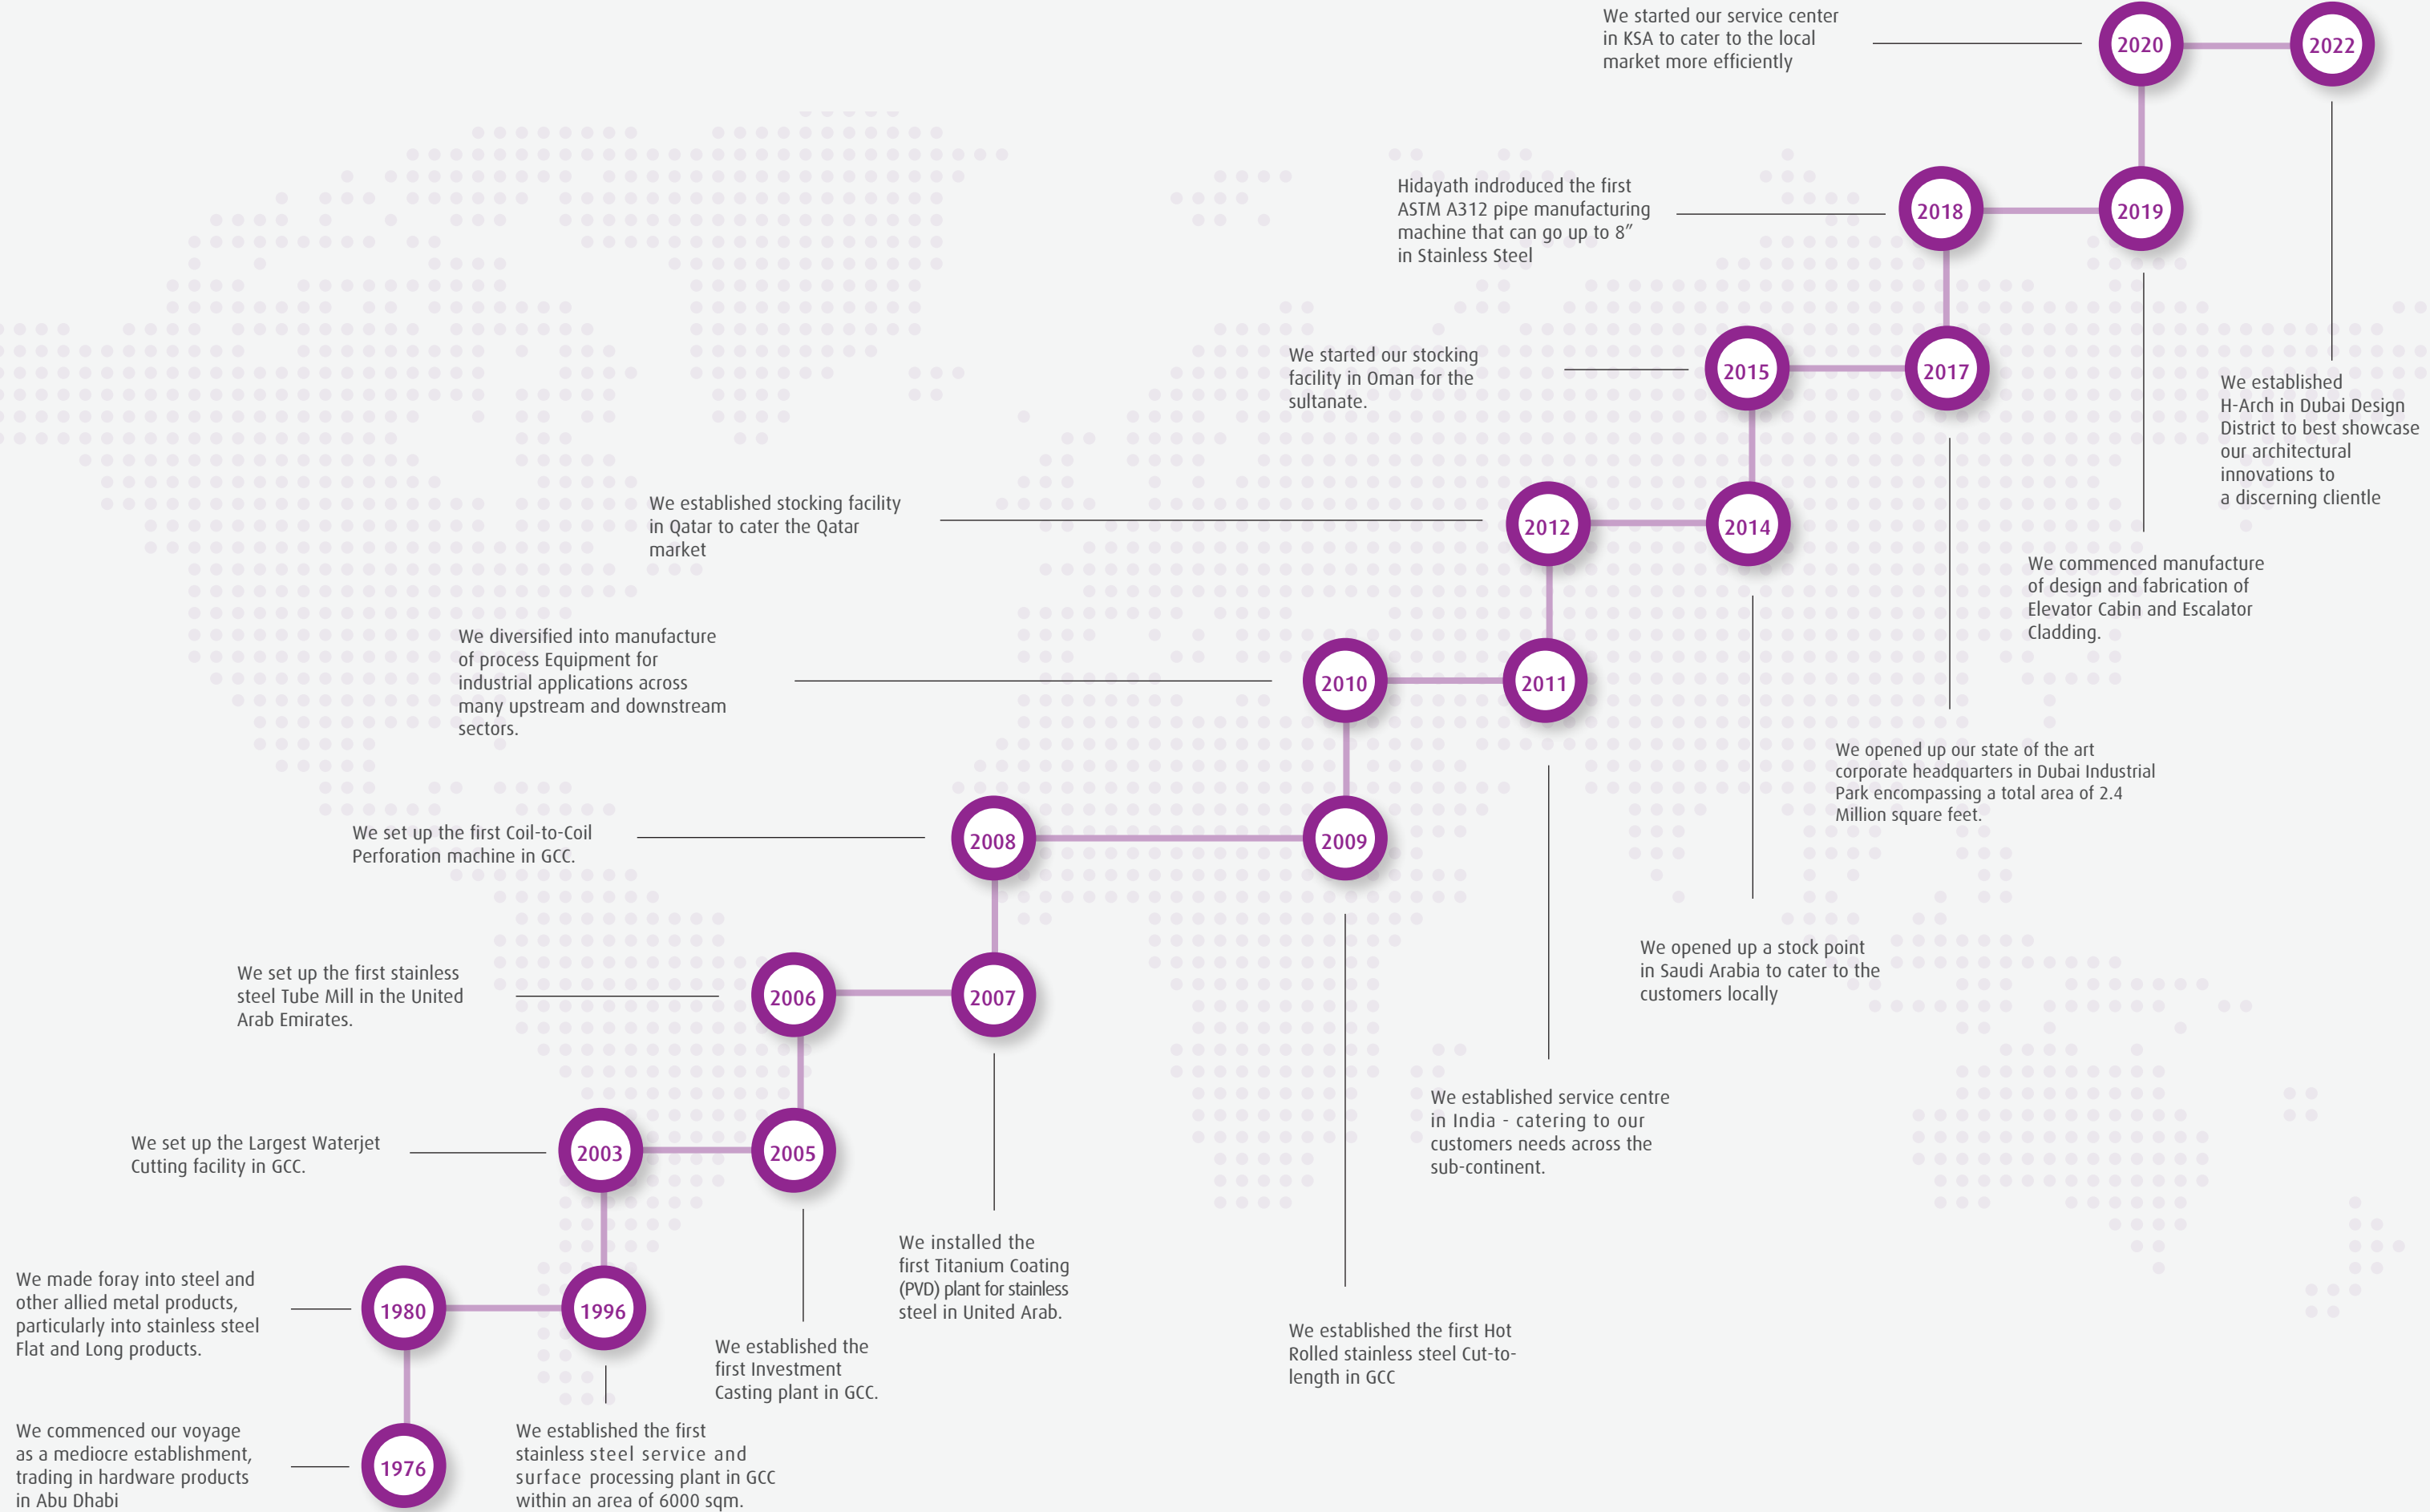 We started our service center
in KSA to cater to the local
market more efficiently
2020
2022
Hidayath indroduced the first
ASTM A312 pipe manufacturing
machine that can go up to 8”
in Stainless Steel
2018
2019
We started our stocking
facility in Oman for the
sultanate.
2015
2017
We established
H-Arch in Dubai Design
District to best showcase
our architectural
innovations to
a discerning clientle
We established stocking facility
in Qatar to cater the Qatar
market
2012
2014
We commenced manufacture
of design and fabrication of
Elevator Cabin and Escalator
Cladding.
We diversified into manufacture
of process Equipment for
industrial applications across
many upstream and downstream
sectors.
2010
2011
We opened up our state of the art
corporate headquarters in Dubai Industrial
Park encompassing a total area of 2.4
Million square feet.
We set up the first Coil-to-Coil
Perforation machine in GCC.
2008
2009
We opened up a stock point
in Saudi Arabia to cater to the
customers locally
We set up the first stainless
steel Tube Mill in the United
Arab Emirates.
2006
2007
We established service centre
in India - catering to our
customers needs across the
sub-continent.
We set up the Largest Waterjet
Cutting facility in GCC.
2003
2005
We installed the
first Titanium Coating
(PVD) plant for stainless
steel in United Arab.
We made foray into steel and
other allied metal products,
particularly into stainless steel
Flat and Long products.
1980
1996
We established the
first Investment
Casting plant in GCC.
We established the first Hot
Rolled stainless steel Cut-to-
length in GCC
We commenced our voyage
as a mediocre establishment,
trading in hardware products
in Abu Dhabi
1976
We established the first
stainless steel service and
surface processing plant in GCC
within an area of 6000 sqm.